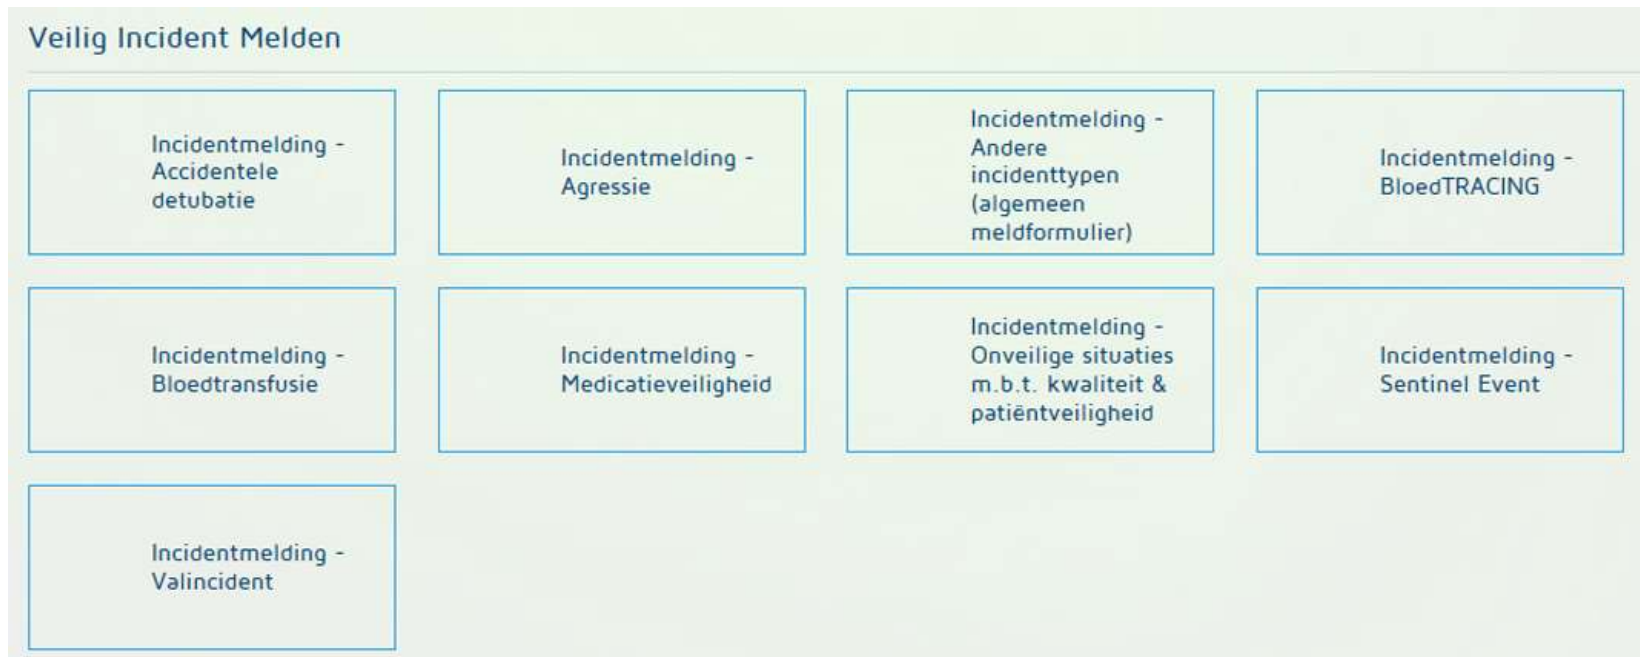 Veilig Incident Melden
Incidentmelding -
Accidentele
detubatie
Incidentmelding -
Agressie
Incidentmelding -
Andere
incidenttypen
(algemeen
meldformulier)
Incidentmelding -
BloedTRACING
Incidentmelding -
Bloedtransfusie
Incidentmelding -
Medicatieveiligheid
Incidentmelding -
Onveilige situaties
m.b.t. kwaliteit &
patiëntveiligheid
Incidentmelding -
Sentinel Event
Incidentmelding -
Valincident